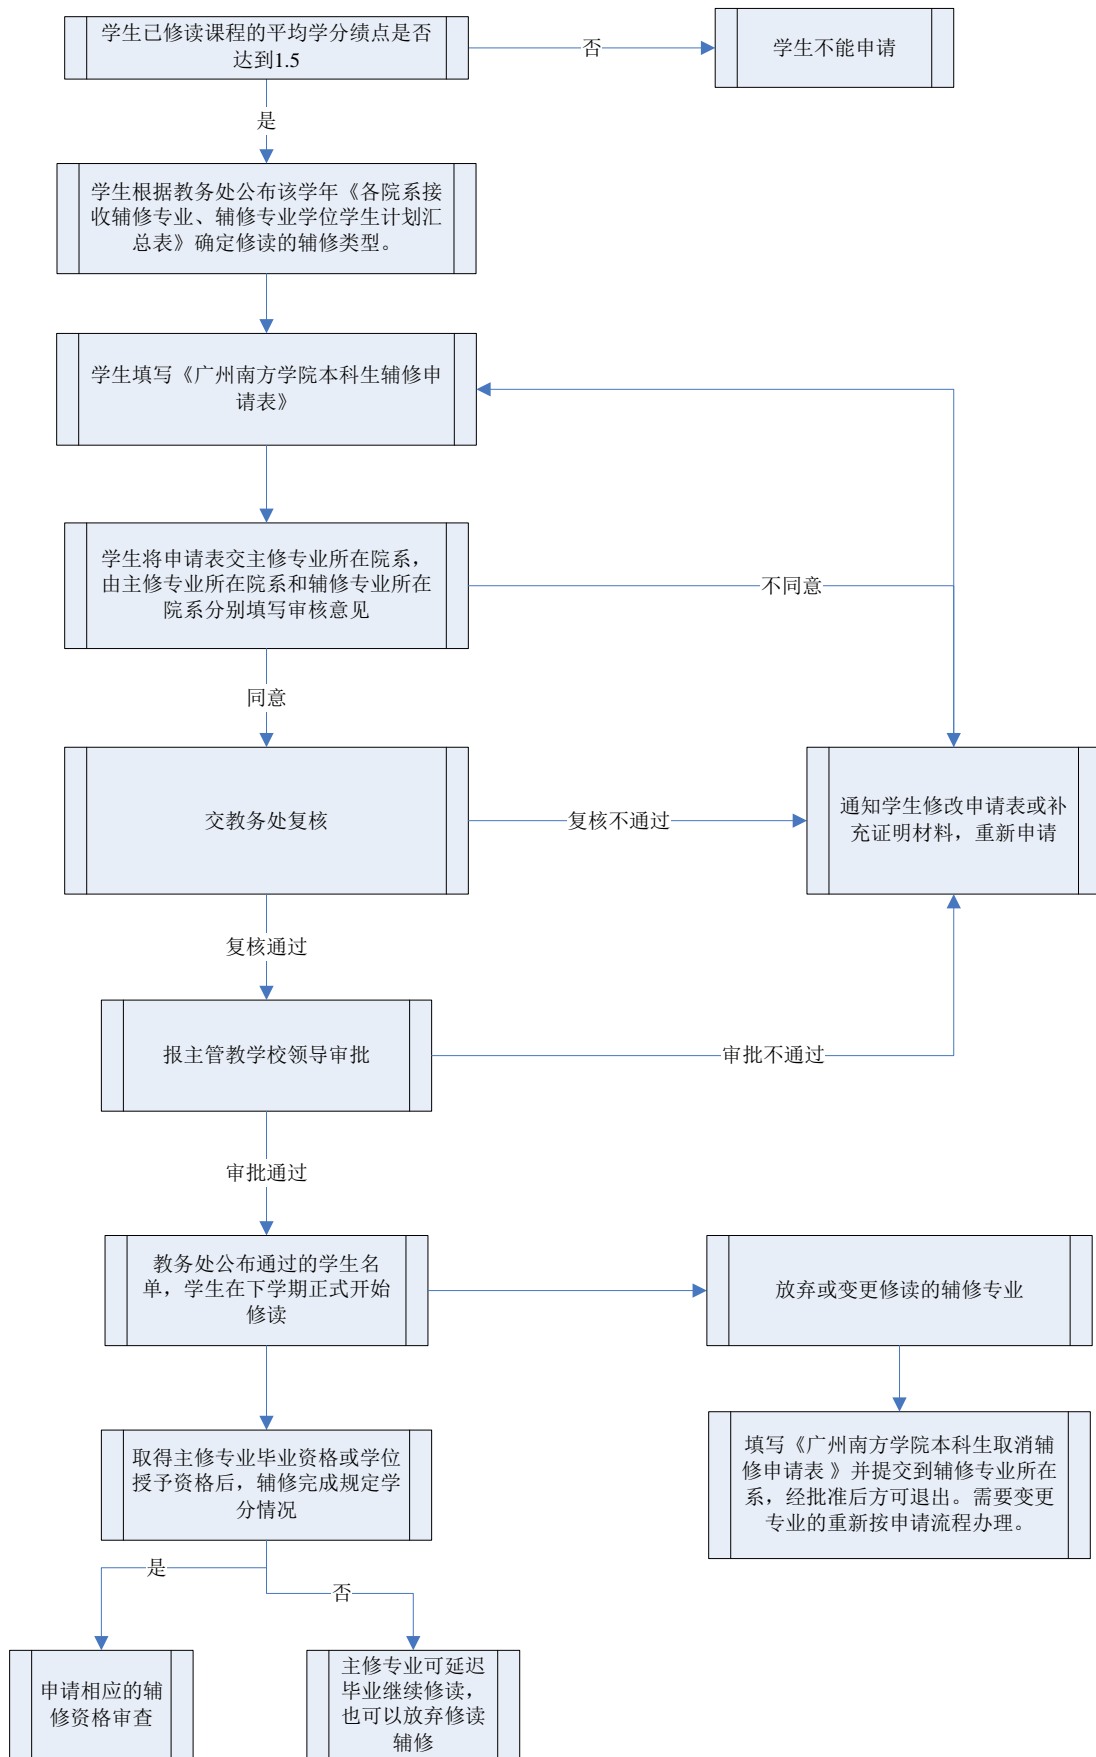 学生已修读课程的平均学分绩点是否
达到1.5
否
学生不能申请
是
学生根据教务处公布该学年《各院系接
收辅修专业、辅修专业学位学生计划汇
总表》确定修读的辅修类型。
学生填写《广州南方学院本科生辅修申
请表》
学生将申请表交主修专业所在院系，
由主修专业所在院系和辅修专业所在
院系分别填写审核意见
不同意
同意
交教务处复核
复核不通过
通知学生修改申请表或补
充证明材料，重新申请
复核通过
报主管教学校领导审批
审批不通过
审批通过
教务处公布通过的学生名
单，学生在下学期正式开始
修读
放弃或变更修读的辅修专业
取得主修专业毕业资格或学位
授予资格后，辅修完成规定学
分情况
填写《广州南方学院本科生取消辅
修申请表 》并提交到辅修专业所在
系，经批准后方可退出。需要变更
专业的重新按申请流程办理。
是
否
申请相应的辅
修资格审查
主修专业可延迟
毕业继续修读，
也可以放弃修读
辅修